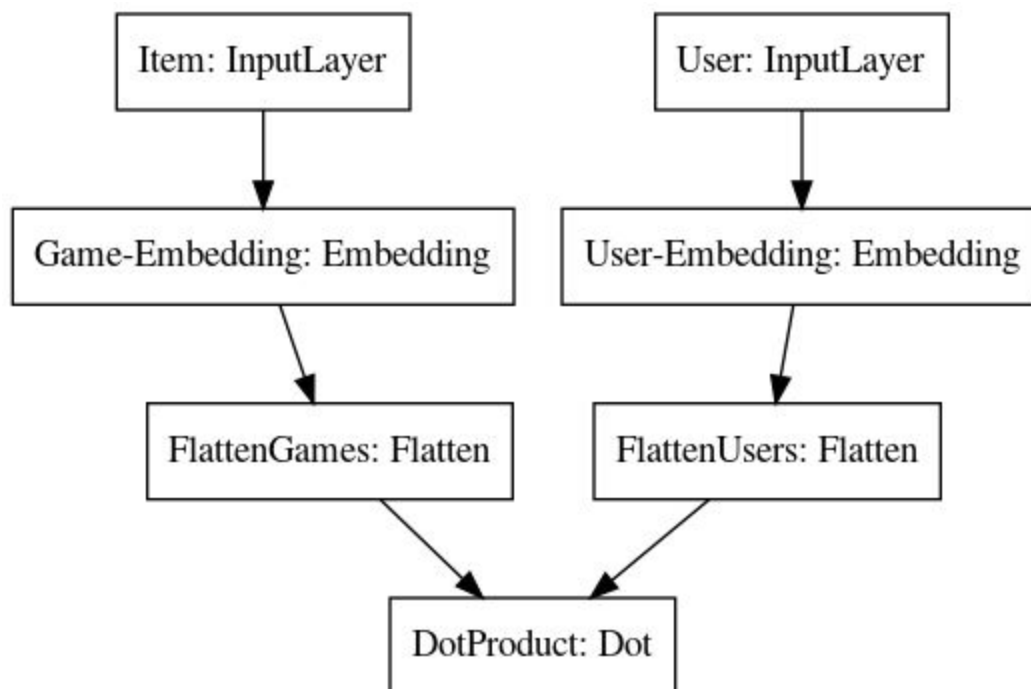 Item: InputLayer
User: InputLayer
Game-Embedding: Embedding
User-Embedding: Embedding
FlattenGames: Flatten
FlattenUsers: Flatten
DotProduct: Dot